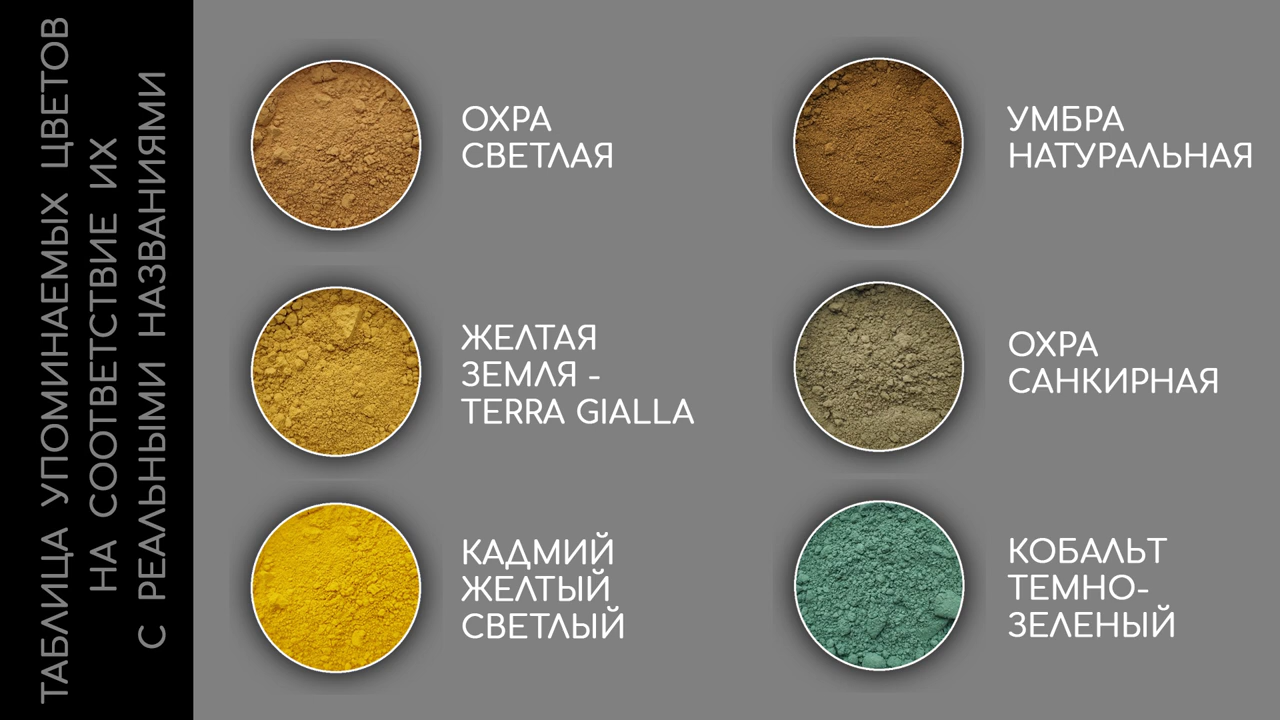 ТАБЛИЦА УПОМИНАЕМЫХ ЦВЕТОВ
НА СООТВЕТСТВИЕ ИХ
С РЕАЛЬНЫМИ НАЗВАНИЯМИ
ОХРА
СВЕТЛАЯ
ЖЕЛТАЯ
ЗЕМЛЯ -
TERRA GIALLA
КАДМИЙ
ЖЕЛТЫЙ
СВЕТЛЫЙ
УМБРА
НАТУРАЛЬНАЯ
ОХРА
САНКИРНАЯ
КОБАЛЬТ
ТЕМНО-
ЗЕЛЕНЫЙ